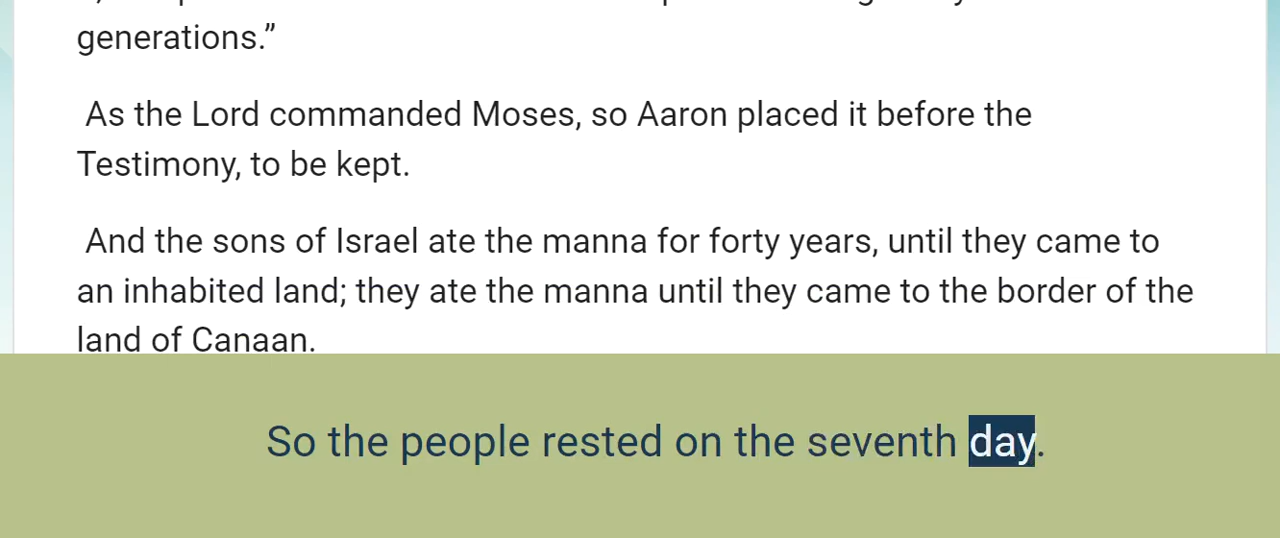 generations.”
As the Lord commanded Moses, so Aaron placed it before the
Testimony, to be kept.
And the sons of Israel ate the manna for forty years, until they came to
an inhabited land; they ate the manna until they came to the border of the
land of Canaan.
So the people rested on the seventh day.